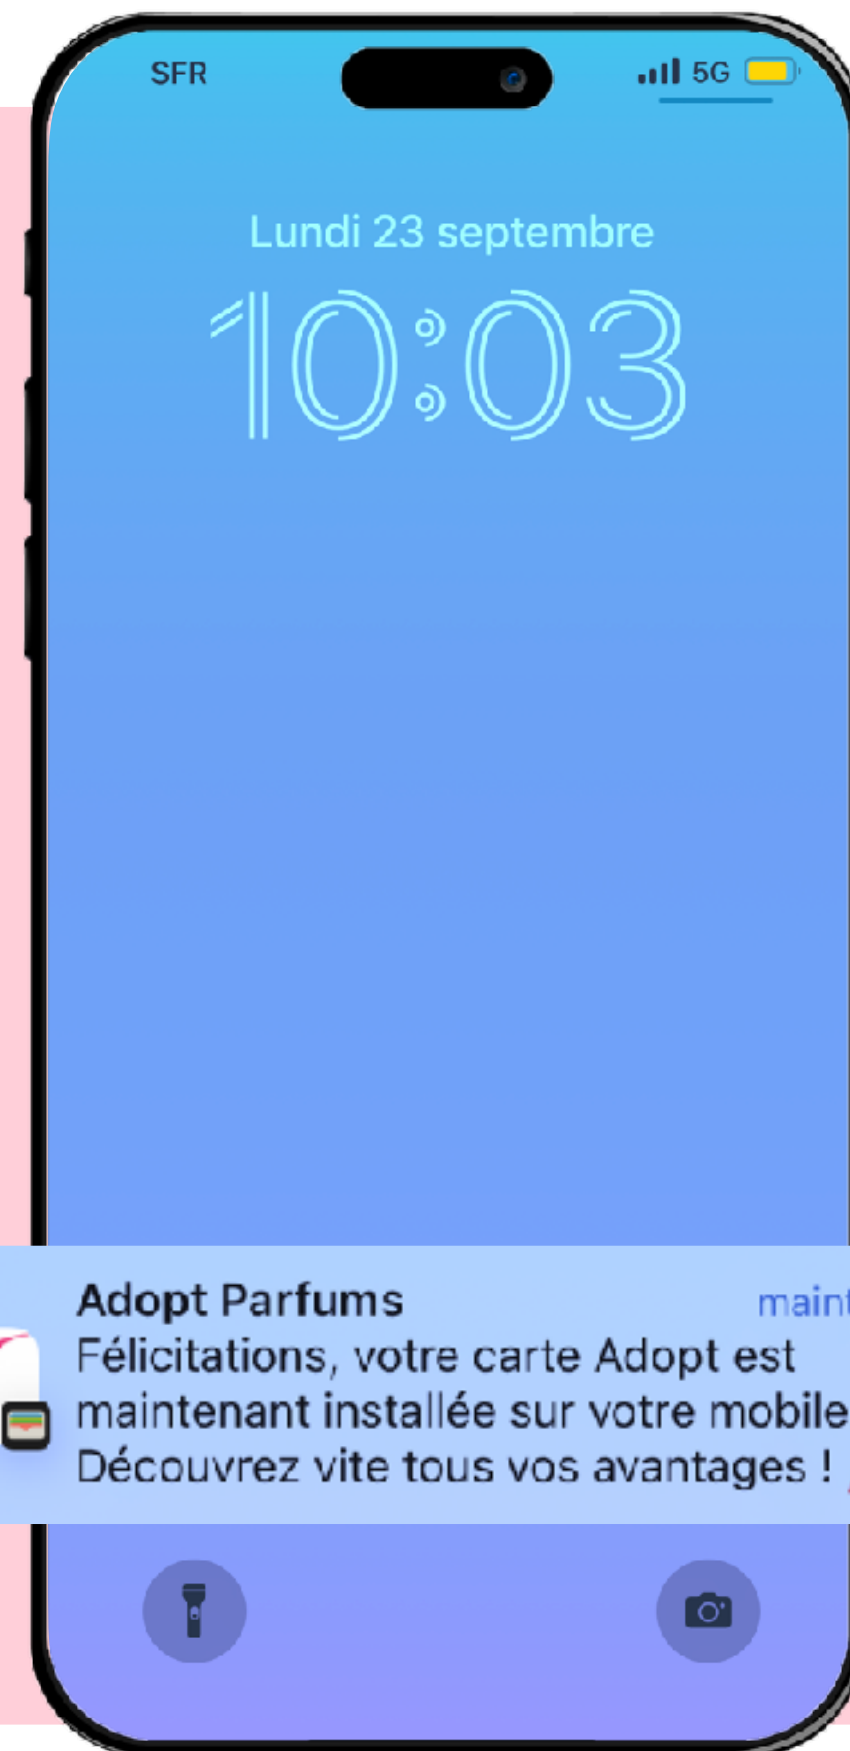 SFR 5G
Lundi 23 septembre
10:03
Adopt Parfums
Félicitations, votre carte Adopt est
maintenant installée sur votre mobile
Découvrez vite tous vos avantages !